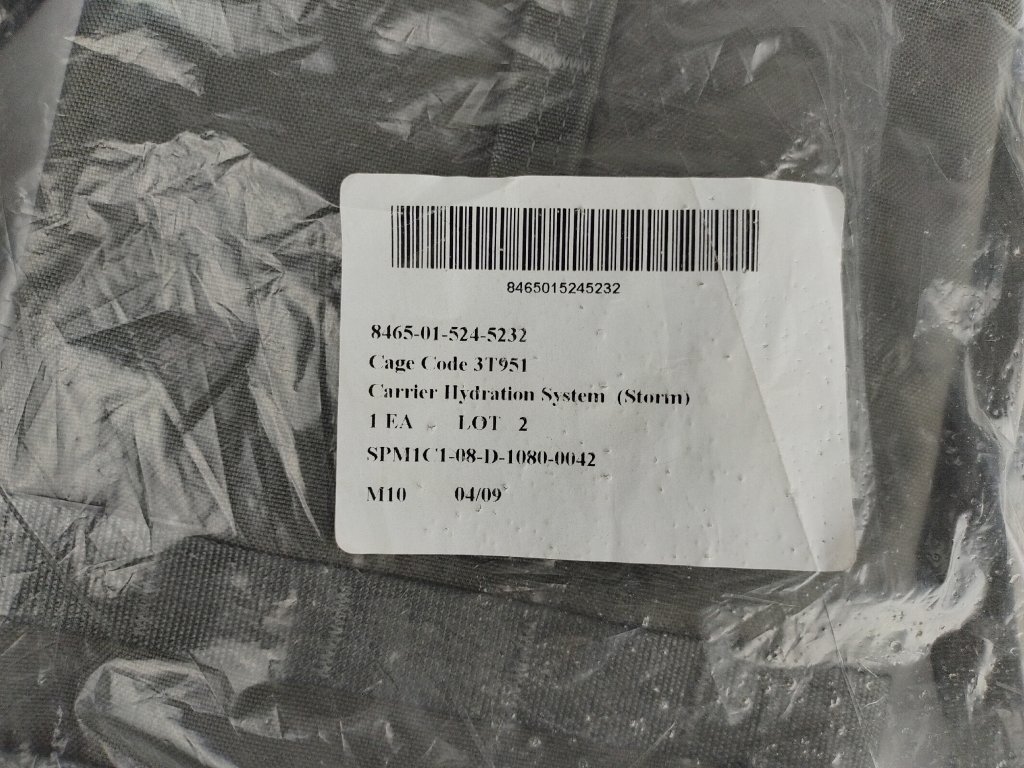 8465015245232
8465-01-524-5232
Cage Code 3T951
Carrier Hydration System (Storm)
1 EA LOT 2
SPM1C1-08-D-1080-0042
M10 04/09